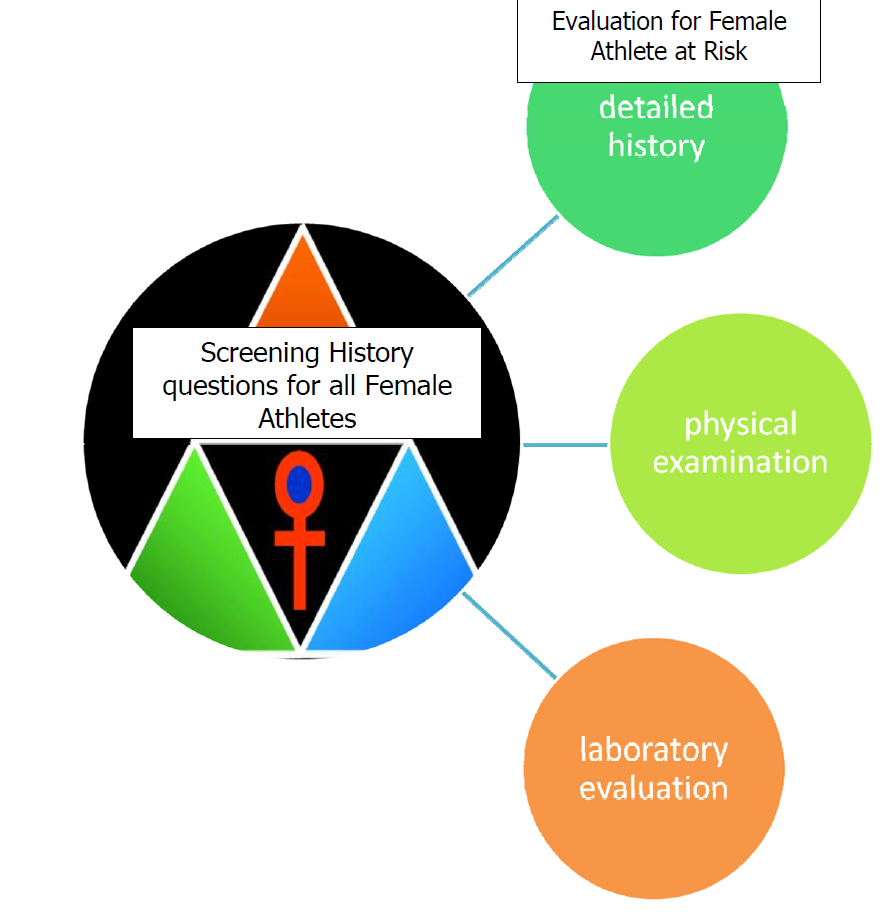 Evaluation for Female
Athlete at Risk
detailed
history
Screening History
questions for all Female
Athletes
physical
examination
laboratory
evaluation